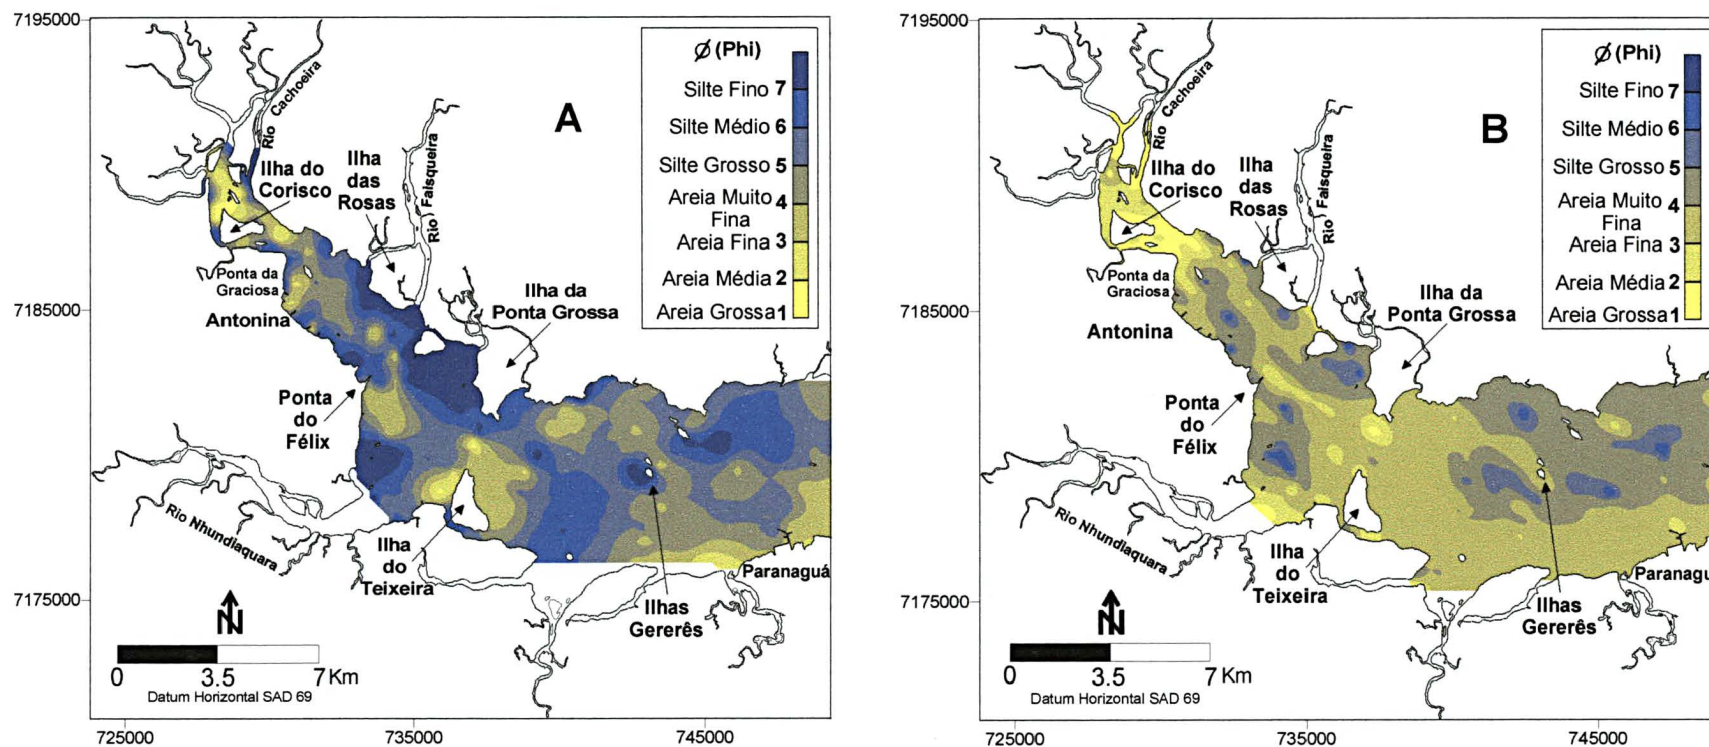 7195000
7185000
7175000
725000
735000
745000
A
Ø (Phi)
Silte Fino 7
Silte Médio 6
Silte Grosso 5
Areia Muito
Fina 4
Areia Fina 3
Areia Média 2
Areia Grossa 1
Rio Cachoeira
Ilha do
Corisco
Ilha
das
Rosas
Rio Faisqueira
Ponta da
Graciosa
Antonina
Ilha da
Ponta Grossa
Ponta
do
Félix
Rio Nhundiaquara
Ilha
do
Teixeira
Ilhas
Gererês
Paranaguá
N
0 3.5 7 Km
Datum Horizontal SAD 69
7195000
7185000
7175000
725000
735000
745000
B
Ø (Phi)
Silte Fino 7
Silte Médio 6
Silte Grosso 5
Areia Muito
Fina 4
Areia Fina 3
Areia Média 2
Areia Grossa 1
Rio Cachoeira
Ilha do
Corisco
Ilha
das
Rosas
Rio Faisqueira
Ponta da
Graciosa
Antonina
Ilha da
Ponta Grossa
Ponta
do
Félix
Rio Nhundiaquara
Ilha
do
Teixeira
Ilhas
Gererês
Paranagu
N
0 3.5 7 Km
Datum Horizontal SAD 69